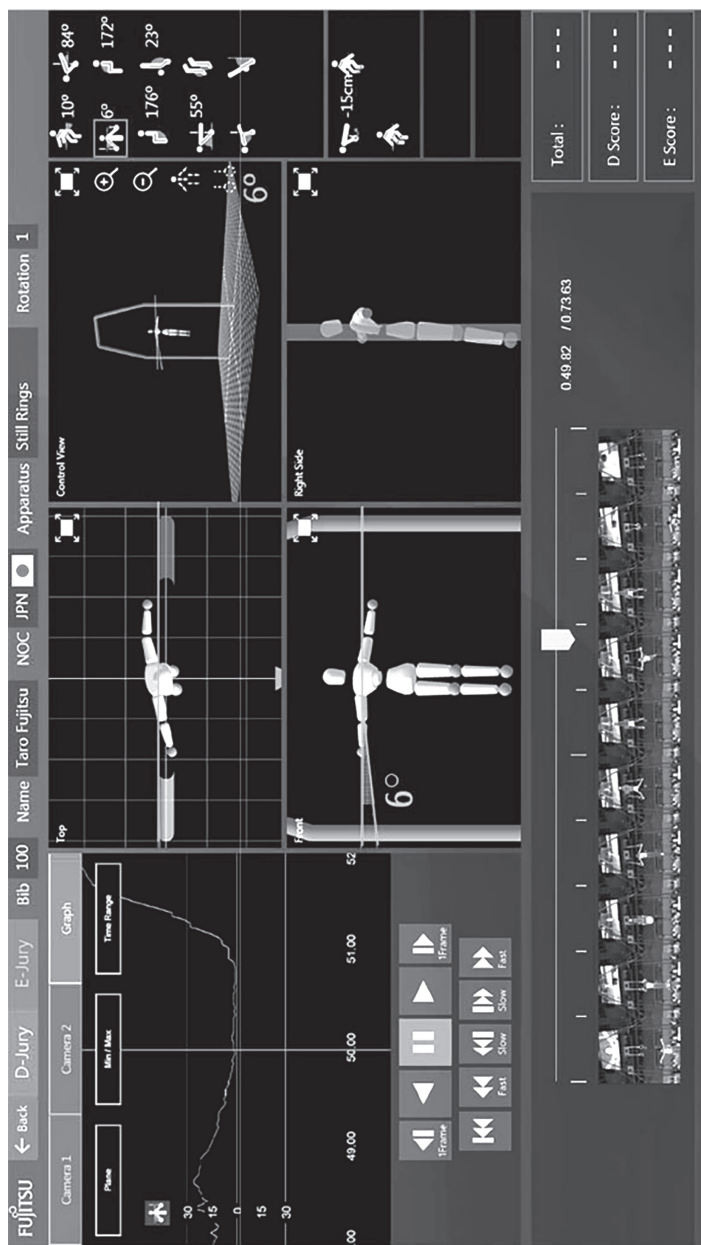 FUJITSU
← Back
D-Jury
E-Jury
Bib 100
Name Taro Fujitsu
NOC JPN
Apparatus Still Rings
Rotation 1
Camera 1
Camera 2
Graph
Plane
Min / Max
Time Range
30
15
0
15
30
.00
49.00
50.00
51.00
52
1Frame
1Frame
Fast
Slow
Slow
Fast
Top
Control View
6°
Front
6°
Right Side
10° 84°
6° 172°
176° 23°
55°
-15cm
0.49.82 / 0.73.63
Total : - - -
D Score : - - -
E Score : - - -